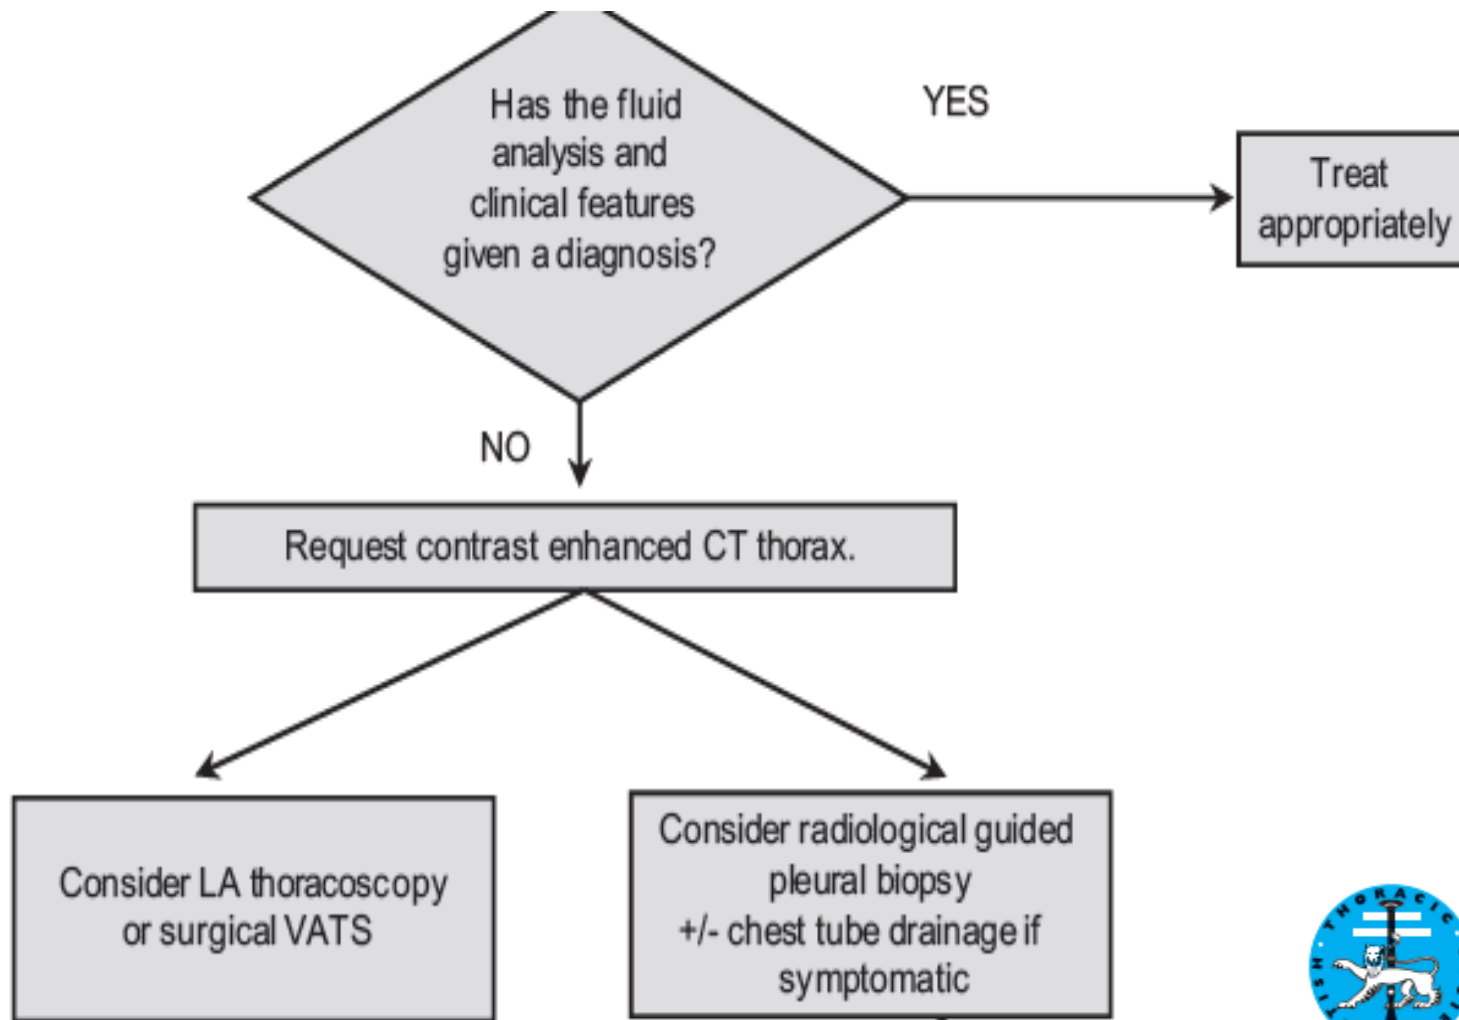 Has the fluid
analysis and
clinical features
given a diagnosis?
YES
Treat
appropriately
NO
Request contrast enhanced CT thorax.
Consider LA thoracoscopy
or surgical VATS
Consider radiological guided
pleural biopsy
+/- chest tube drainage if
symptomatic
THORACIC